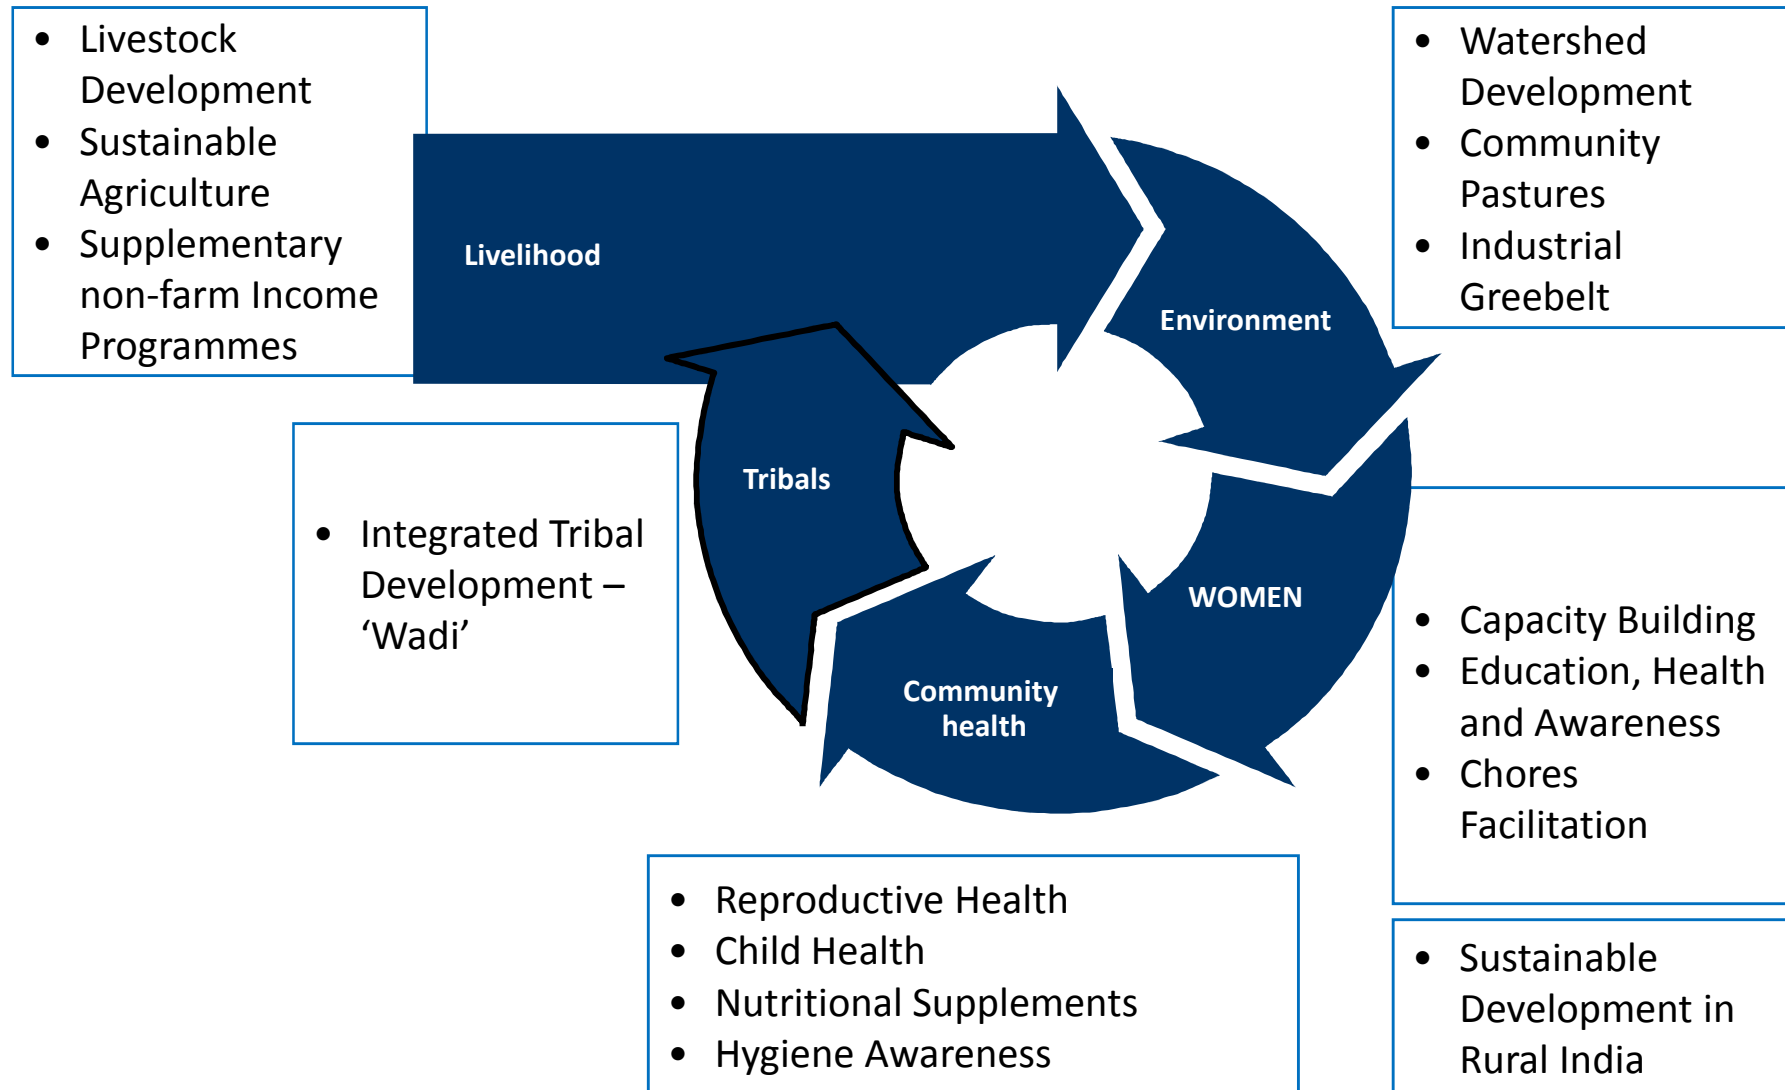 • Livestock
Development
• Sustainable
Agriculture
• Supplementary
non-farm Income
Programmes
Livelihood
• Watershed
Development
• Community
Pastures
• Industrial
Greebelt
Environment
Tribals
• Integrated Tribal
Development –
‘Wadi’
WOMEN
• Capacity Building
• Education, Health
and Awareness
• Chores
Facilitation
Community
health
• Reproductive Health
• Child Health
• Nutritional Supplements
• Hygiene Awareness
• Sustainable
Development in
Rural India